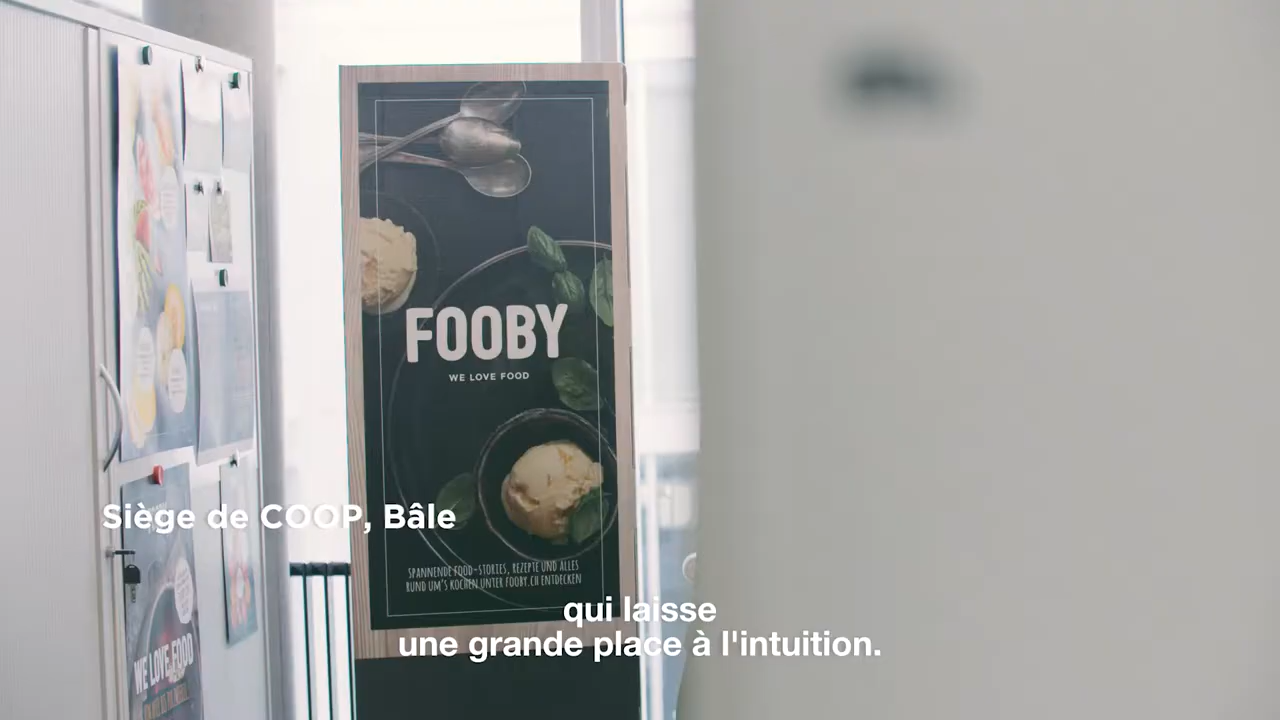 FOOBY
WE LOVE FOOD
Siège de COOP, Bâle
SPANNENDE FOOD-STORIES, REZEPTE UND ALLES
RUND UM'S KOCHEN UNTER FOOBY.CH ENTDECKEN
qui laisse
une grande place à l'intuition.
WE LOVE FOOD